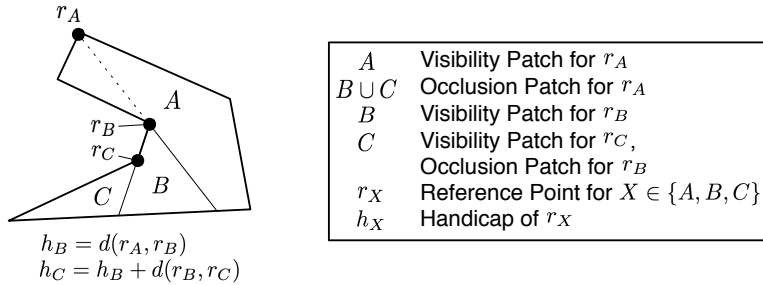 r_A
A
r_B
r_C
B
C
h_B = d(r_A, r_B)
h_C = h_B + d(r_B, r_C)
A Visibility Patch for r_A
B ∪ C Occlusion Patch for r_A
B Visibility Patch for r_B
C Visibility Patch for r_C,
Occlusion Patch for r_B
r_X Reference Point for X ∈ {A, B, C}
h_X Handicap of r_X